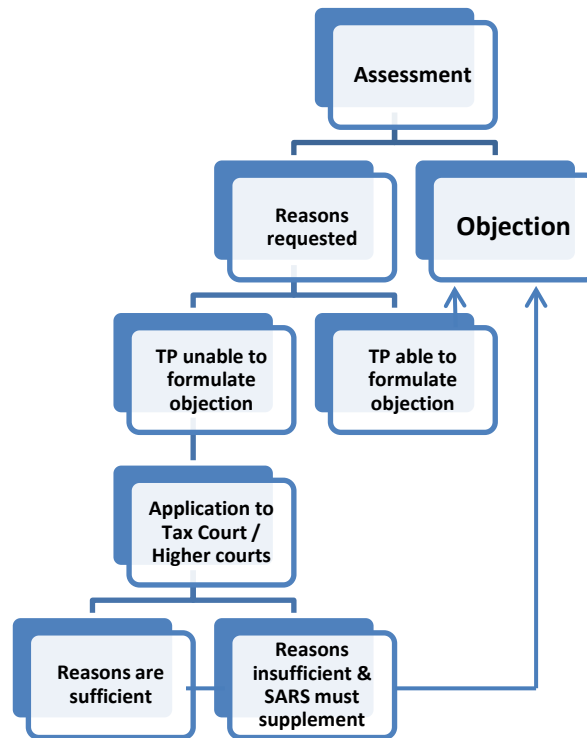 Assessment
Reasons
requested
Objection
TP unable to
formulate
objection
TP able to
formulate
objection
Application to
Tax Court /
Higher courts
Reasons are
sufficient
Reasons
insufficient &
SARS must
supplement